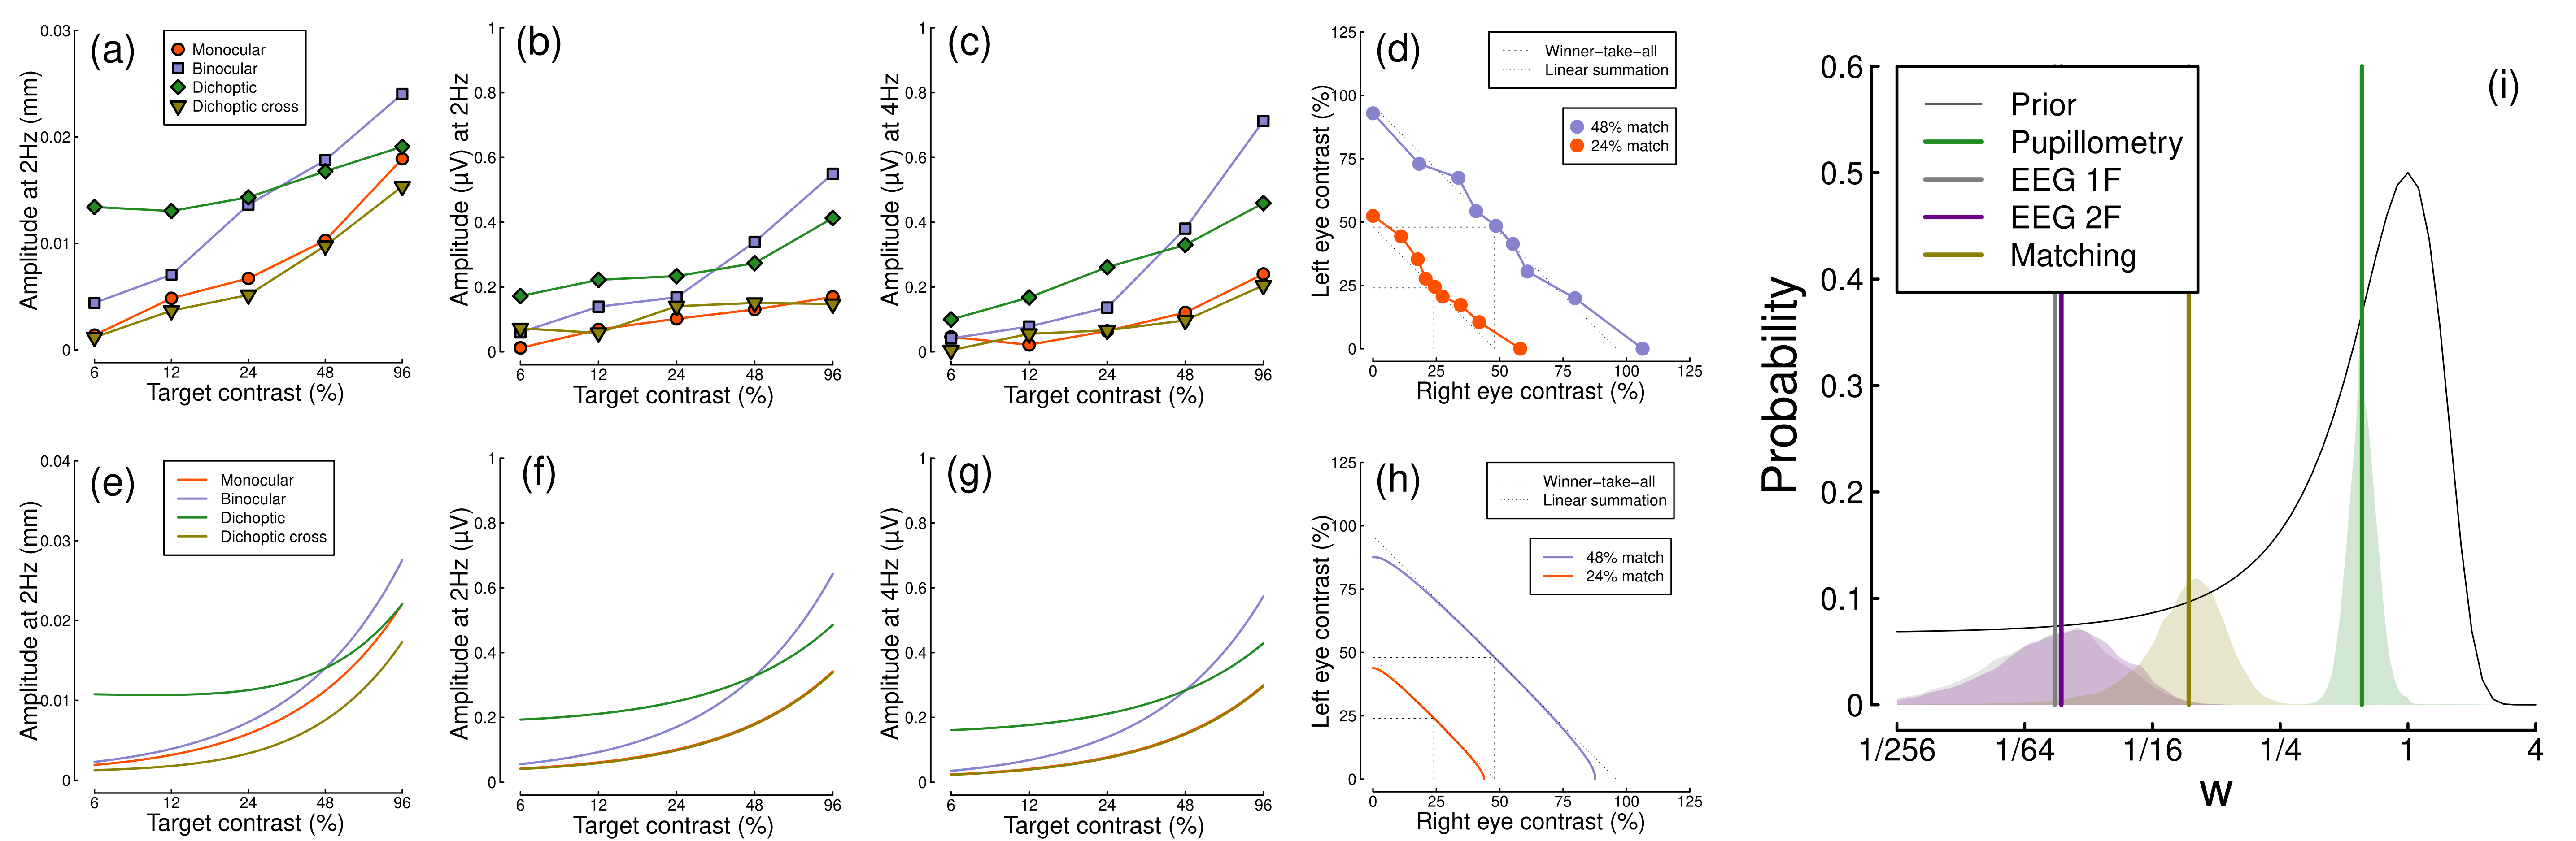 (a)
Monocular
Binocular
Dichoptic
Dichoptic cross
Amplitude at 2Hz (mm)
0.03
0.02
0.01
0
6 12 24 48 96
Target contrast (%)
(b)
Amplitude (µV) at 2Hz
1
0.8
0.6
0.4
0.2
0
6 12 24 48 96
Target contrast (%)
(c)
Amplitude (µV) at 4Hz
1
0.8
0.6
0.4
0.2
0
6 12 24 48 96
Target contrast (%)
(d)
Winner−take−all
Linear summation
48% match
24% match
Left eye contrast (%)
125
100
75
50
25
0
0 25 50 75 100 125
Right eye contrast (%)
(e)
Monocular
Binocular
Dichoptic
Dichoptic cross
Amplitude at 2Hz (mm)
0.04
0.03
0.02
0.01
0
6 12 24 48 96
Target contrast (%)
(f)
Amplitude at 2Hz (µV)
1
0.8
0.6
0.4
0.2
0
6 12 24 48 96
Target contrast (%)
(g)
Amplitude at 4Hz (µV)
1
0.8
0.6
0.4
0.2
0
6 12 24 48 96
Target contrast (%)
(h)
Winner−take−all
Linear summation
48% match
24% match
Left eye contrast (%)
125
100
75
50
25
0
0 25 50 75 100 125
Right eye contrast (%)
(i)
Prior
Pupillometry
EEG 1F
EEG 2F
Matching
Probability
0.6
0.5
0.4
0.3
0.2
0.1
0
1/256 1/64 1/16 1/4 1 4
w